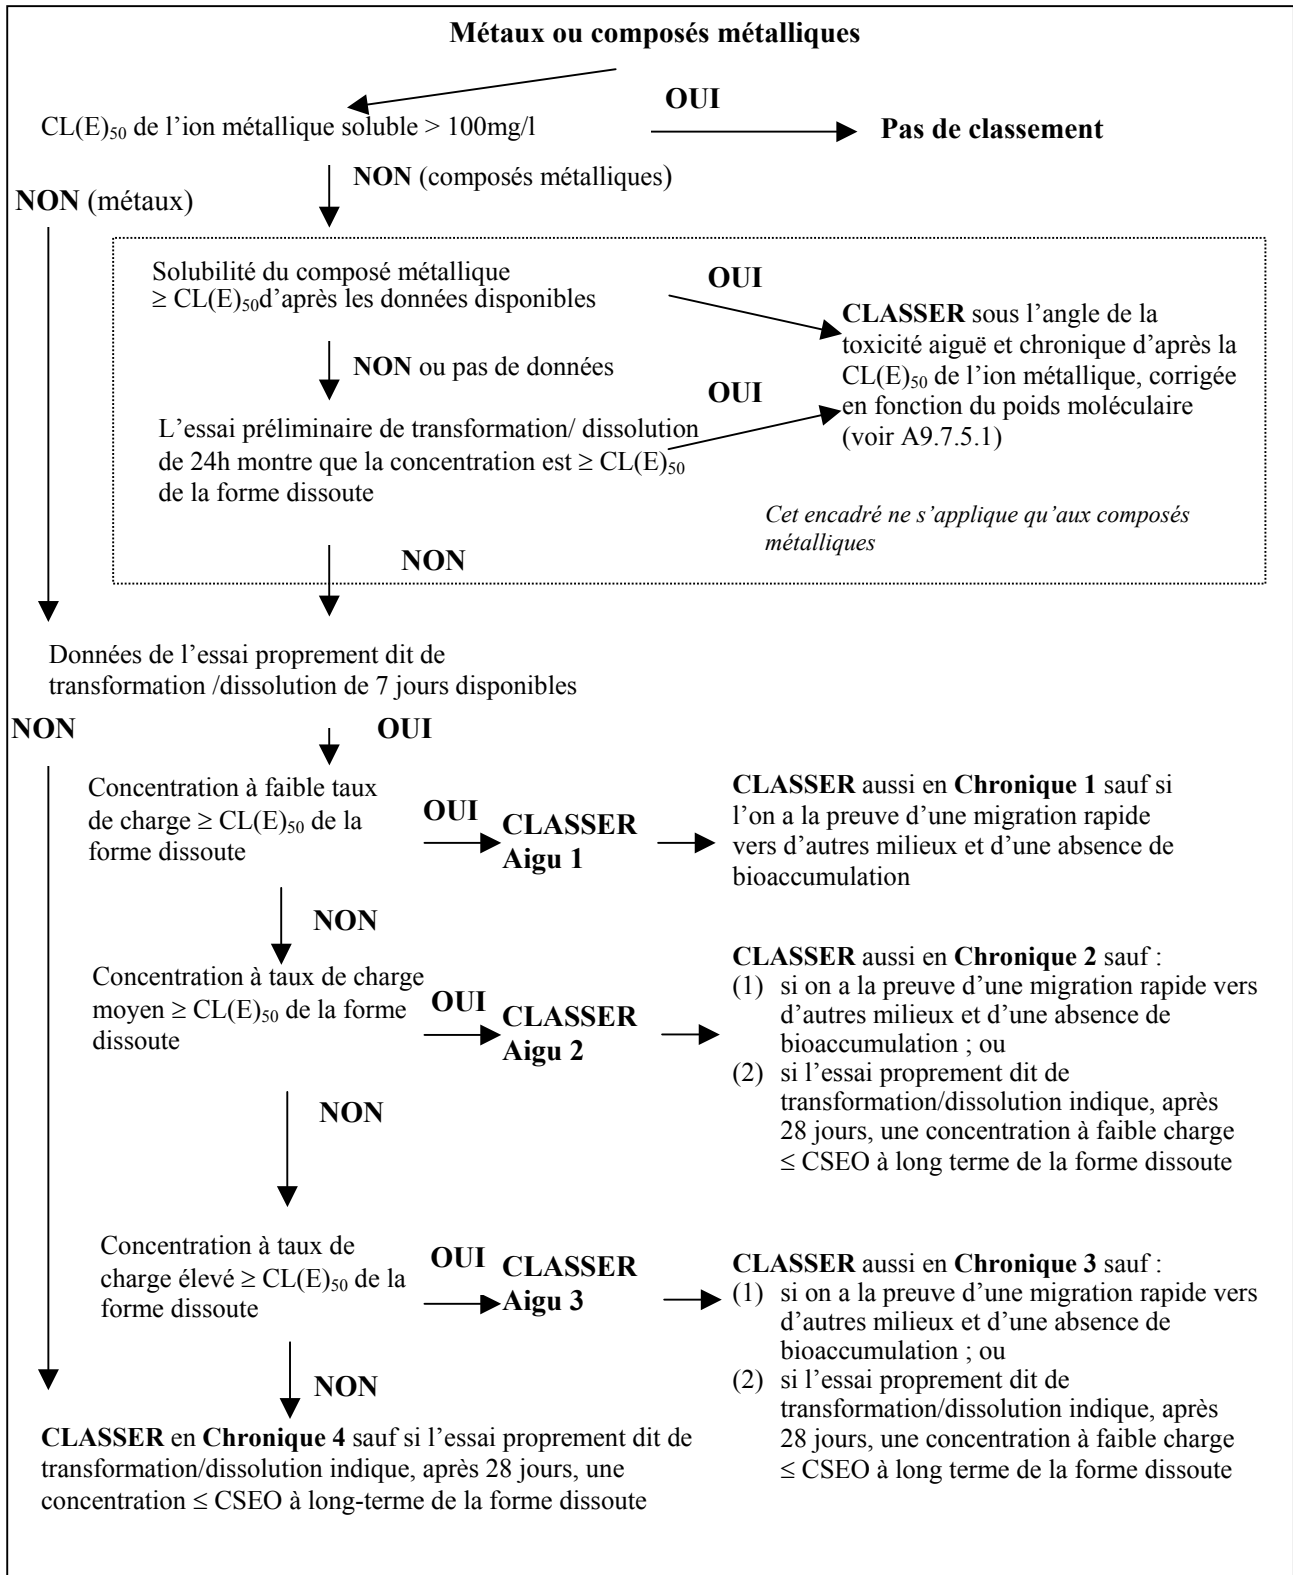 Métaux ou composés métalliques
OUI
CL(E)50 de l’ion métallique soluble > 100mg/l
Pas de classement
NON (composés métalliques)
NON (métaux)
Solubilité du composé métallique
≥ CL(E)50d’après les données disponibles
OUI
CLASSER sous l’angle de la
toxicité aiguë et chronique d’après la
CL(E)50 de l’ion métallique, corrigée
en fonction du poids moléculaire
(voir A9.7.5.1)
NON ou pas de données
OUI
L’essai préliminaire de transformation/ dissolution
de 24h montre que la concentration est ≥ CL(E)50
de la forme dissoute
Cet encadré ne s’applique qu’aux composés
métalliques
NON
Données de l’essai proprement dit de
transformation /dissolution de 7 jours disponibles
NON
OUI
Concentration à faible taux
de charge ≥ CL(E)50 de la
forme dissoute
OUI
CLASSER
Aigu 1
CLASSER aussi en Chronique 1 sauf si
l’on a la preuve d’une migration rapide
vers d’autres milieux et d’une absence de
bioaccumulation
NON
Concentration à taux de charge
moyen ≥ CL(E)50 de la forme
dissoute
OUI
CLASSER
Aigu 2
CLASSER aussi en Chronique 2 sauf :
(1) si on a la preuve d’une migration rapide vers
d’autres milieux et d’une absence de
bioaccumulation ; ou
(2) si l’essai proprement dit de
transformation/dissolution indique, après
28 jours, une concentration à faible charge
≤ CSEO à long terme de la forme dissoute
NON
Concentration à taux de
charge élevé ≥ CL(E)50 de la
forme dissoute
OUI
CLASSER
Aigu 3
CLASSER aussi en Chronique 3 sauf :
(1) si on a la preuve d’une migration rapide vers
d’autres milieux et d’une absence de
bioaccumulation ; ou
(2) si l’essai proprement dit de
transformation/dissolution indique, après
28 jours, une concentration à faible charge
≤ CSEO à long terme de la forme dissoute
NON
CLASSER en Chronique 4 sauf si l’essai proprement dit de
transformation/dissolution indique, après 28 jours, une
concentration ≤ CSEO à long-terme de la forme dissoute